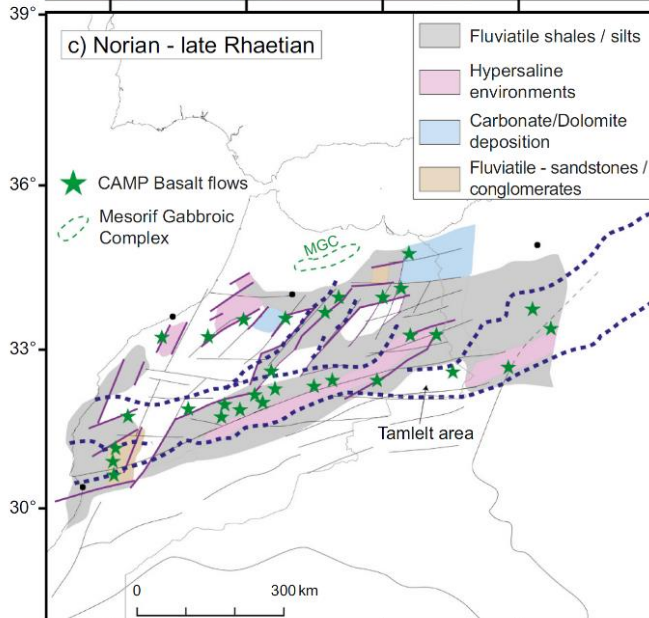 39°
c) Norian - late Rhaetian
Fluviatile shales / silts
Hypersaline
environments
Carbonate/Dolomite
deposition
Fluviatile - sandstones /
conglomerates
36°
CAMP Basalt flows
Mesorif Gabbroic
Complex
MGC
33°
Tamlelt area
30°
0
300 km